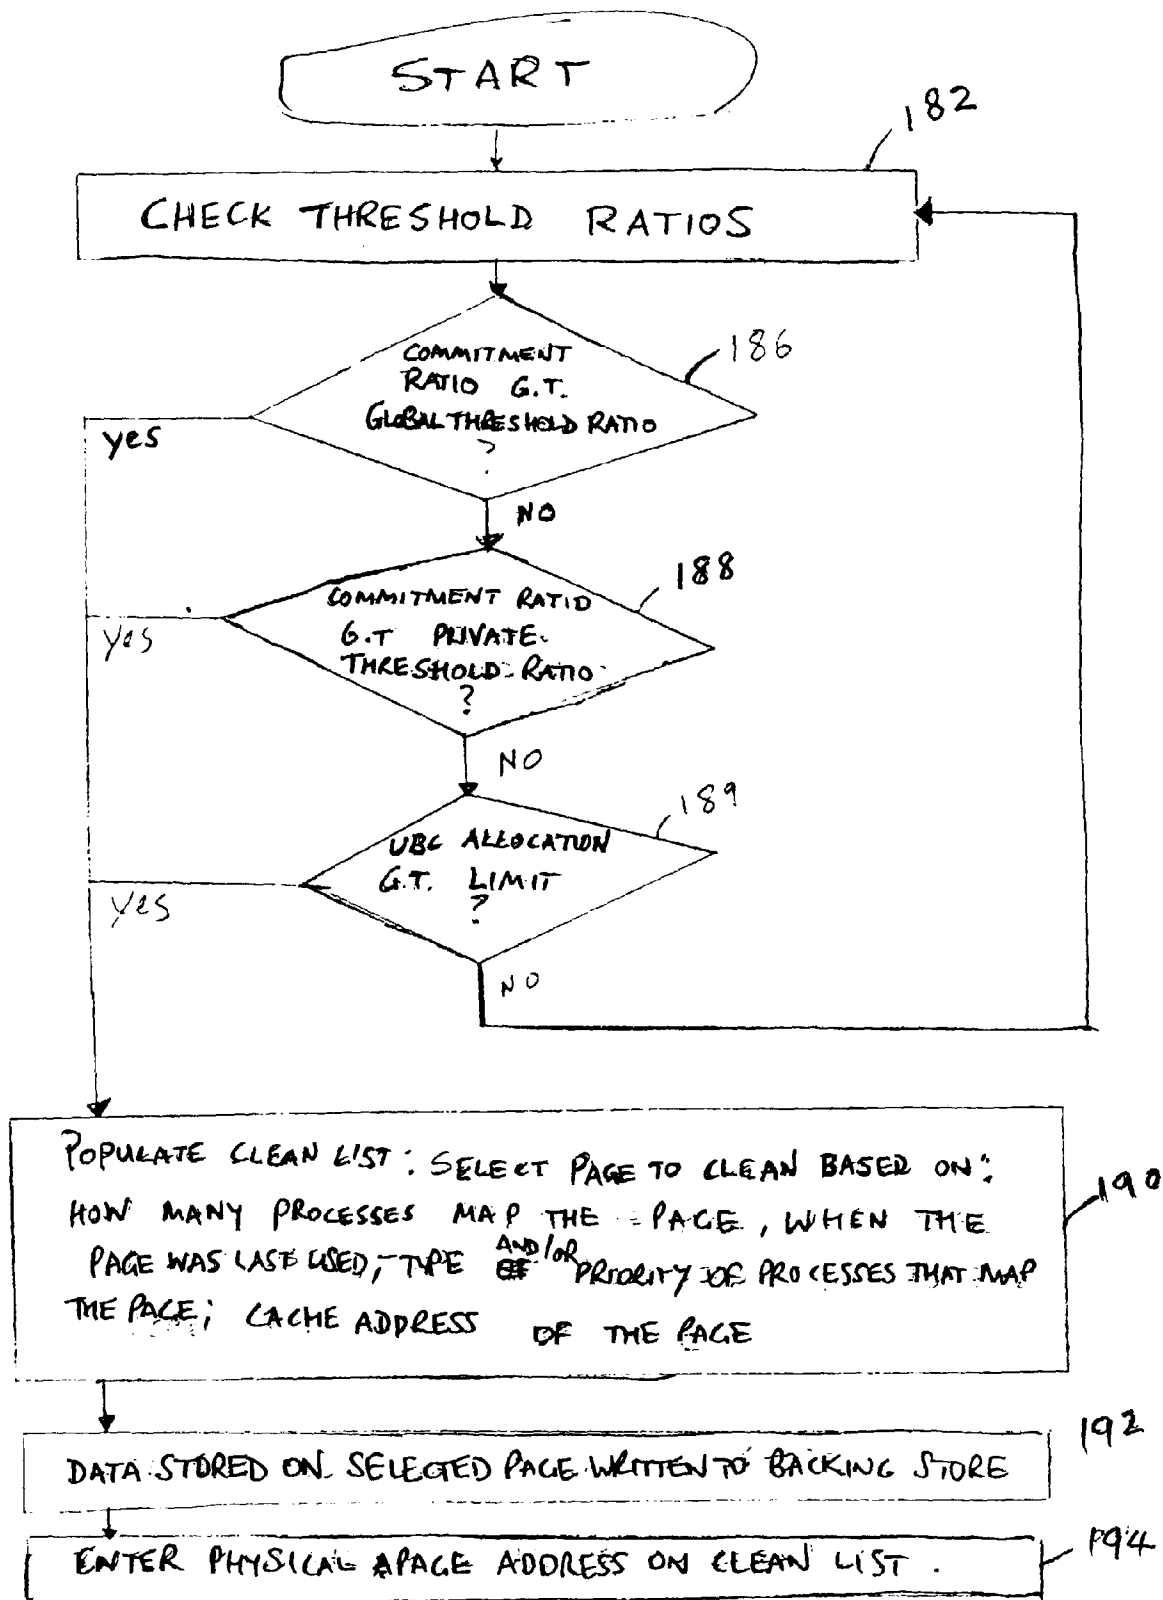 START
182
CHECK THRESHOLD RATIOS
186
COMMITMENT
RATIO G.T.
GLOBAL THRESHOLD RATIO
?
yes
NO
188
COMMITMENT RATIO
G.T PRIVATE
THRESHOLD RATIO
?
yes
NO
189
UBC ALLOCATION
G.T. LIMIT
?
yes
NO
POPULATE CLEAN LIST: SELECT PAGE TO CLEAN BASED ON:
HOW MANY PROCESSES MAP THE PAGE, WHEN THE
PAGE WAS LAST USED; TYPE AND/OR PRIORITY OF PROCESSES THAT MAP
THE PAGE; CACHE ADDRESS OF THE PAGE
190
192
DATA STORED ON SELECTED PAGE WRITTEN TO BACKING STORE
194
ENTER PHYSICAL APAGE ADDRESS ON CLEAN LIST.